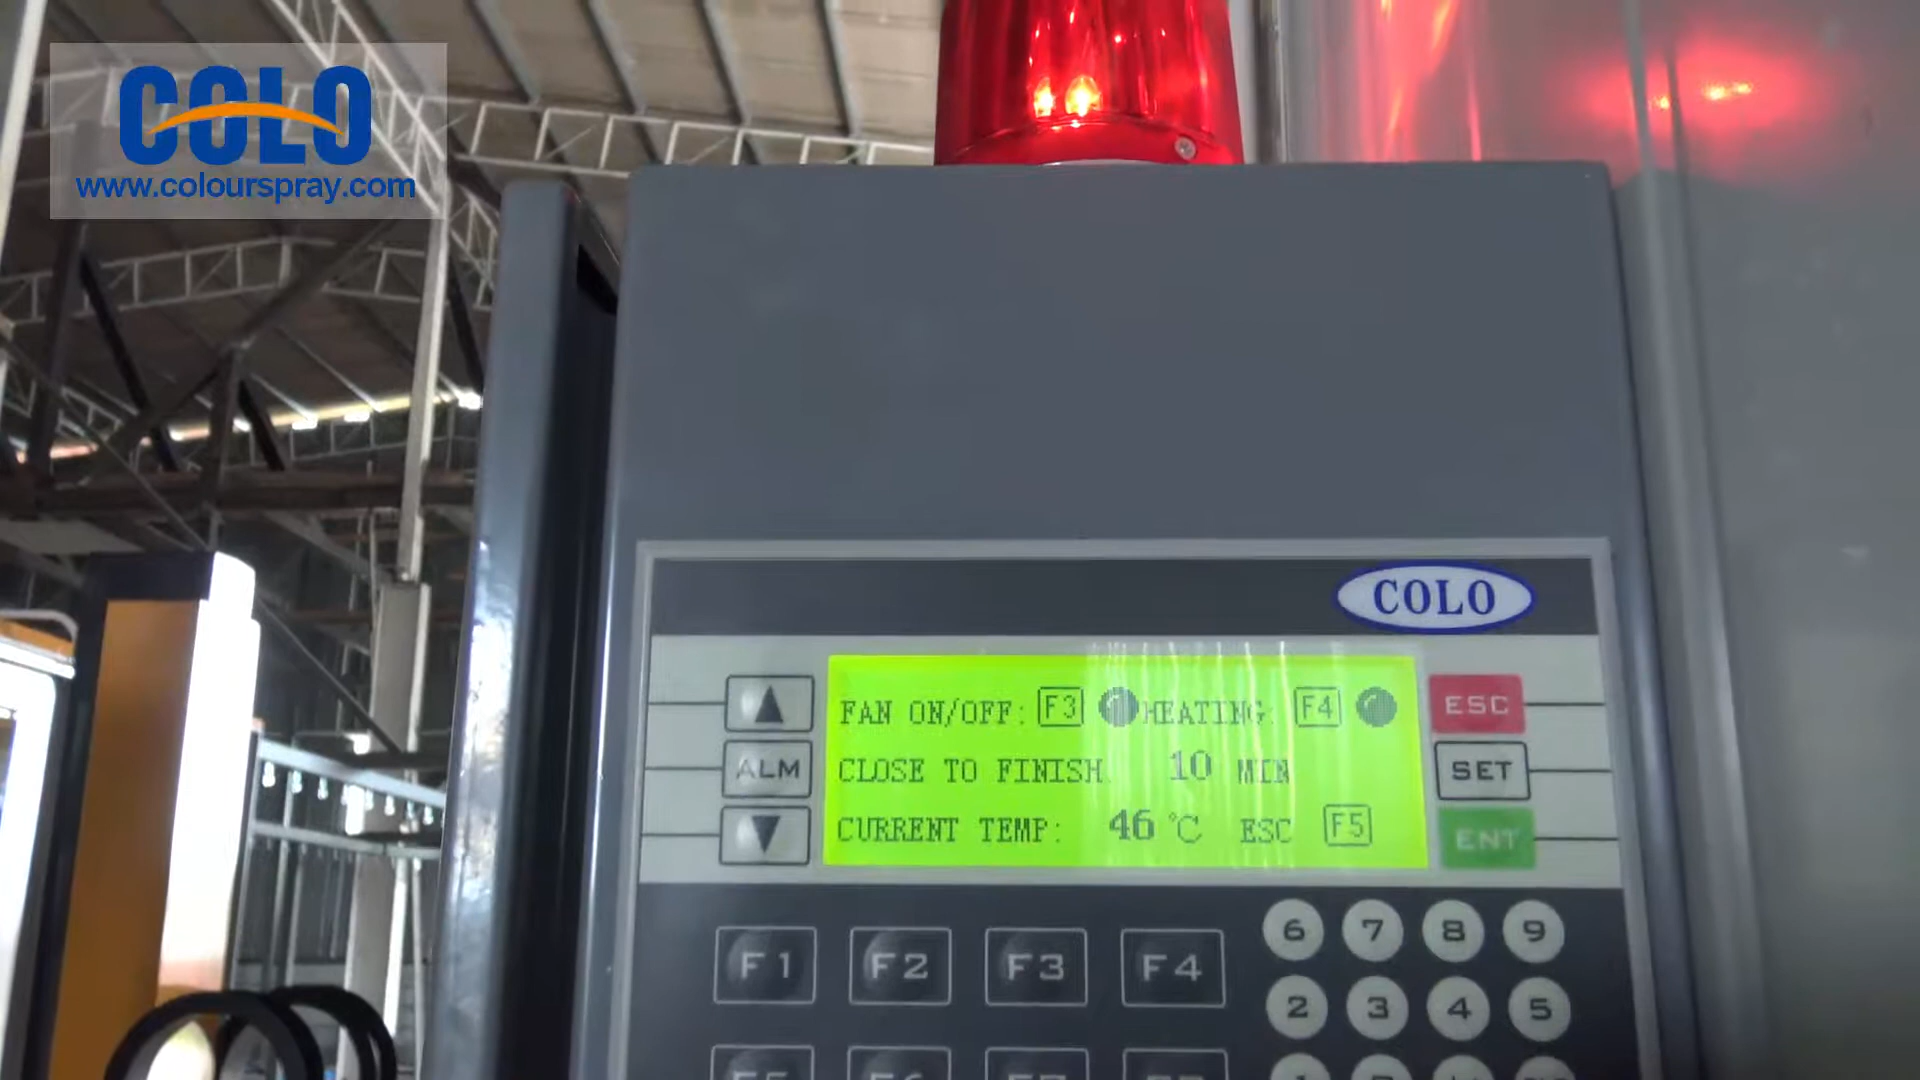 COLO
www.colourspray.com
COLO
FAN ON/OFF: F3 HEATING: F4
CLOSE TO FINISH 10 MIN
CURRENT TEMP: 46 °C ESC F5
ALM
ESC
SET
ENT
F1 F2 F3 F4
6 7 8 9
2 3 4 5